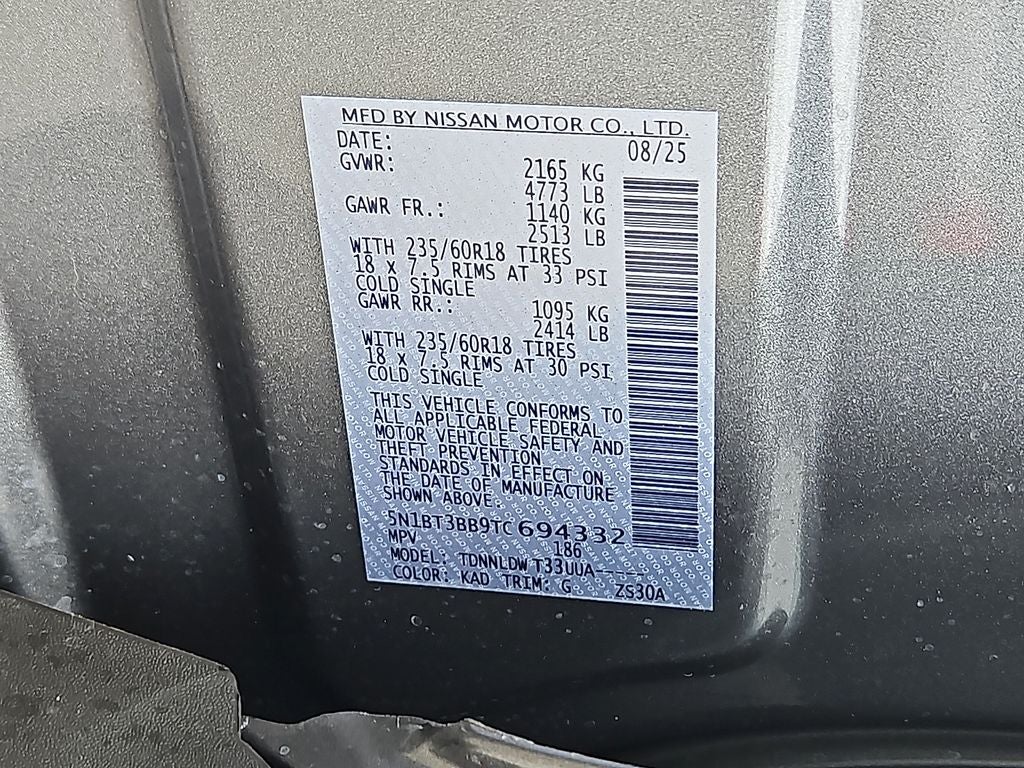 MFD BY NISSAN MOTOR CO., LTD.
DATE: 08/25
GVWR: 2165 KG
4773 LB
GAWR FR.: 1140 KG
2513 LB
WITH 235/60R18 TIRES
18 X 7.5 RIMS AT 33 PSI
COLD SINGLE
GAWR RR.: 1095 KG
2414 LB
WITH 235/60R18 TIRES
18 X 7.5 RIMS AT 30 PSI
COLD SINGLE
THIS VEHICLE CONFORMS TO
ALL APPLICABLE FEDERAL
MOTOR VEHICLE SAFETY AND
THEFT PREVENTION
STANDARDS IN EFFECT ON
THE DATE OF MANUFACTURE
SHOWN ABOVE.
5N1BT3BB9TC694332
MPV 186
MODEL: TDNNLDW T33UUA-----
COLOR: KAD TRIM: G ZS30A